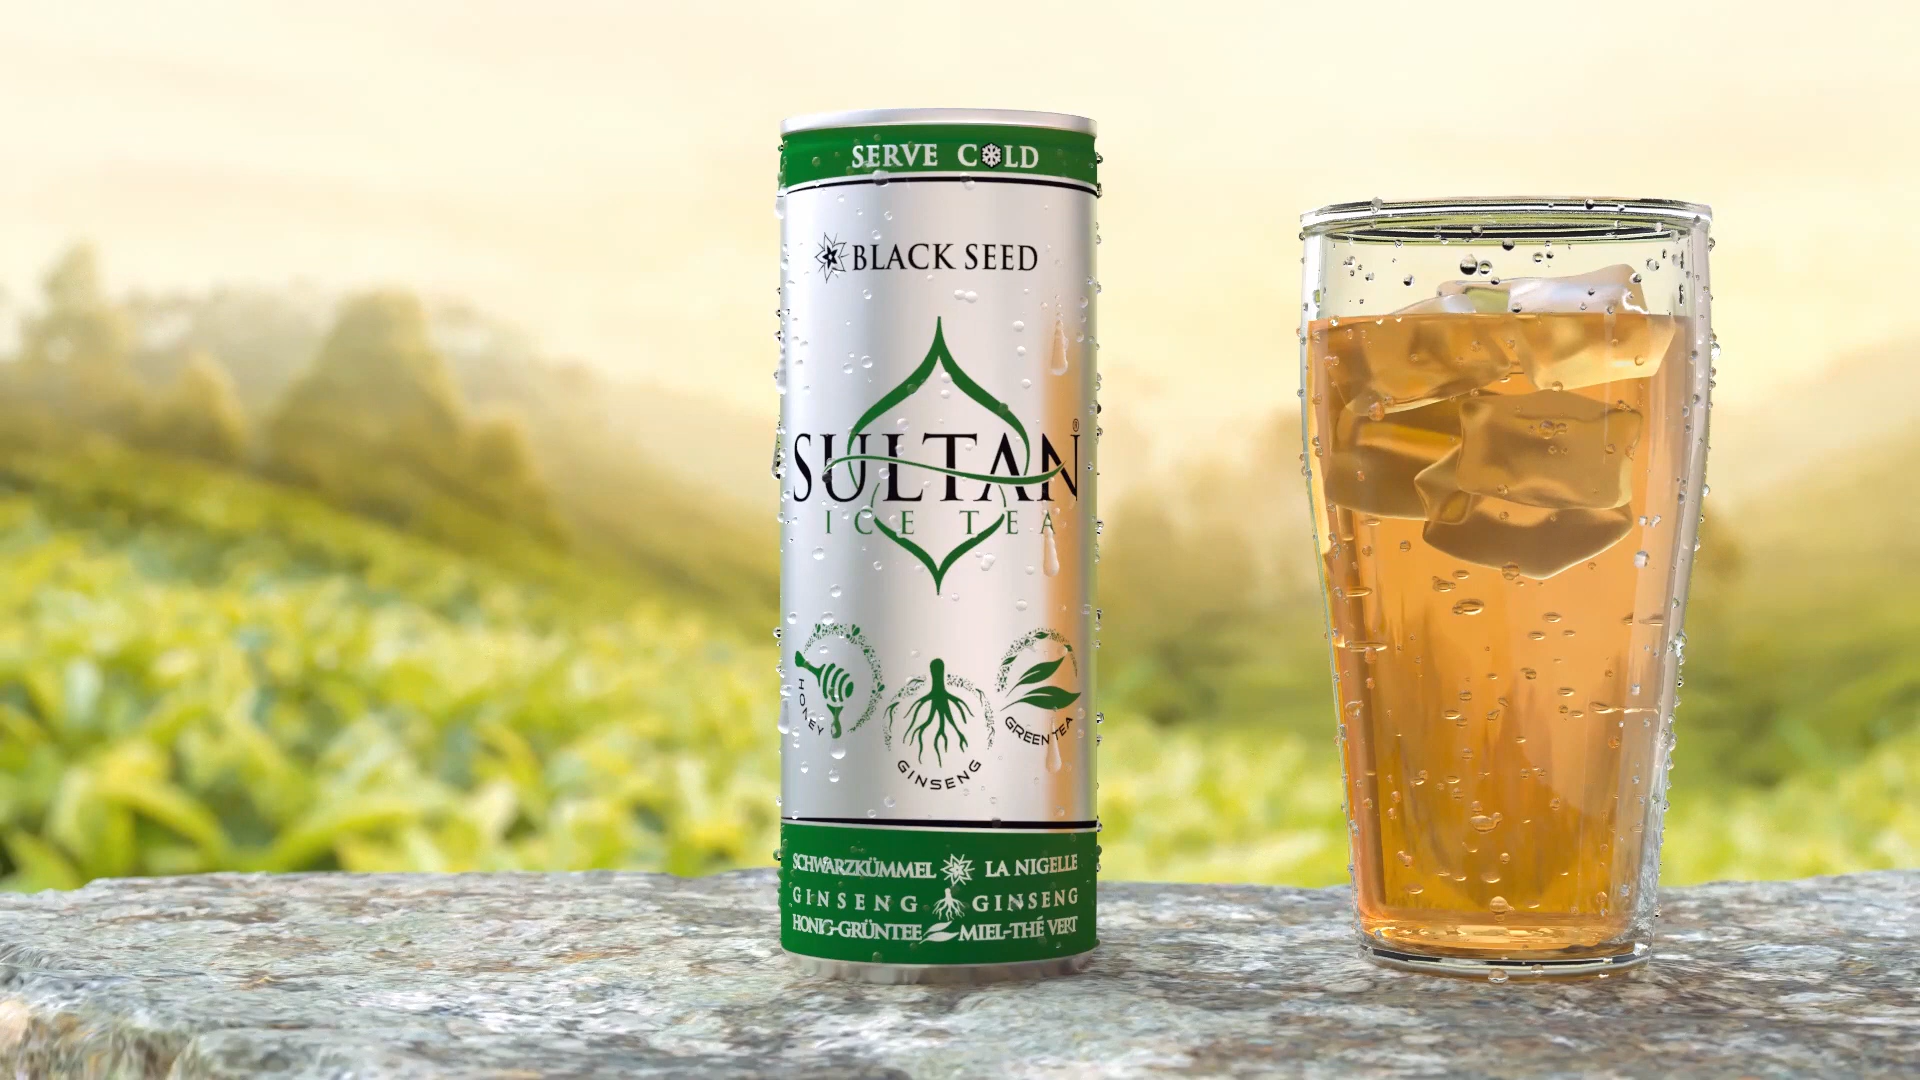 SERVE COLD
BLACK SEED
SULTAN®
ICE TEA
HONEY
GINSENG
GREEN TEA
SCHWARZKÜMMEL LA NIGELLE
GINSENG GINSENG
HONIG-GRÜNTEE MIEL-THÉ VERT